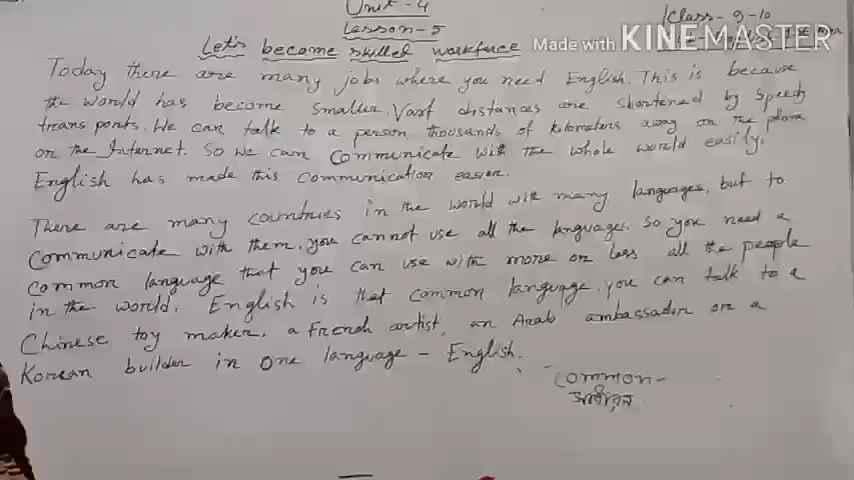 Unit - 4
Lesson - 5
Class - 9-10
Let's become skilled workforce
Made with KINEMASTER
Today there are many jobs where you need English. This is because
the world has become smaller. Vast distances are shortened by speedy
transports. We can talk to a person thousands of kilometers away on the phone
or the Internet. So we can communicate with the whole world easily.
English has made this communication easier.
There are many countries in the world with many languages, but to
communicate with them, you cannot use all the languages. So you need a
common language that you can use with more or less all the people
in the world. English is that common language. you can talk to a
Chinese toy maker, a French artist, an Arab ambassador or a
Korean builder in one language - English.
Common-
সাধারন